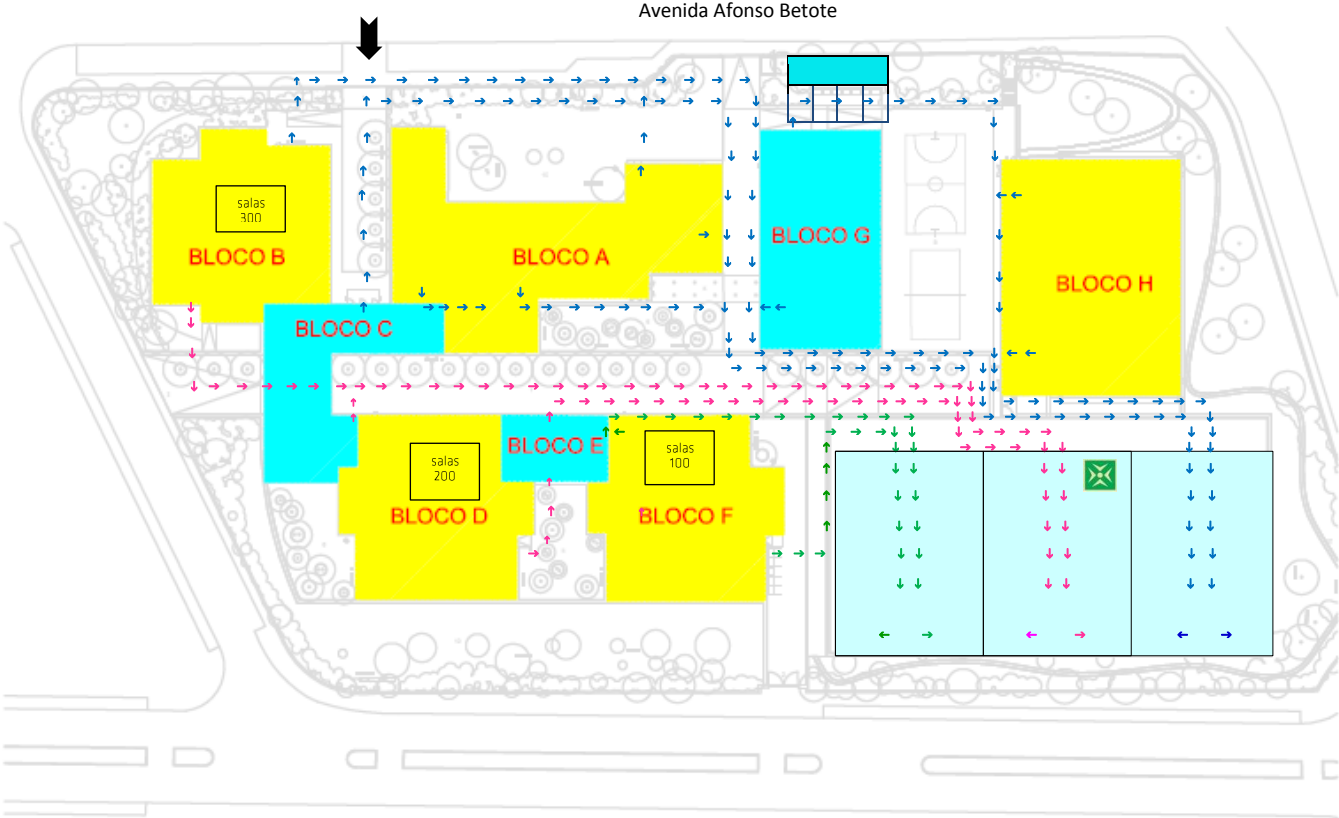 Avenida Afonso Betote
salas
300
BLOCO B
BLOCO A
BLOCO G
BLOCO H
BLOCO C
BLOCO E
salas
200
salas
100
BLOCO D
BLOCO F